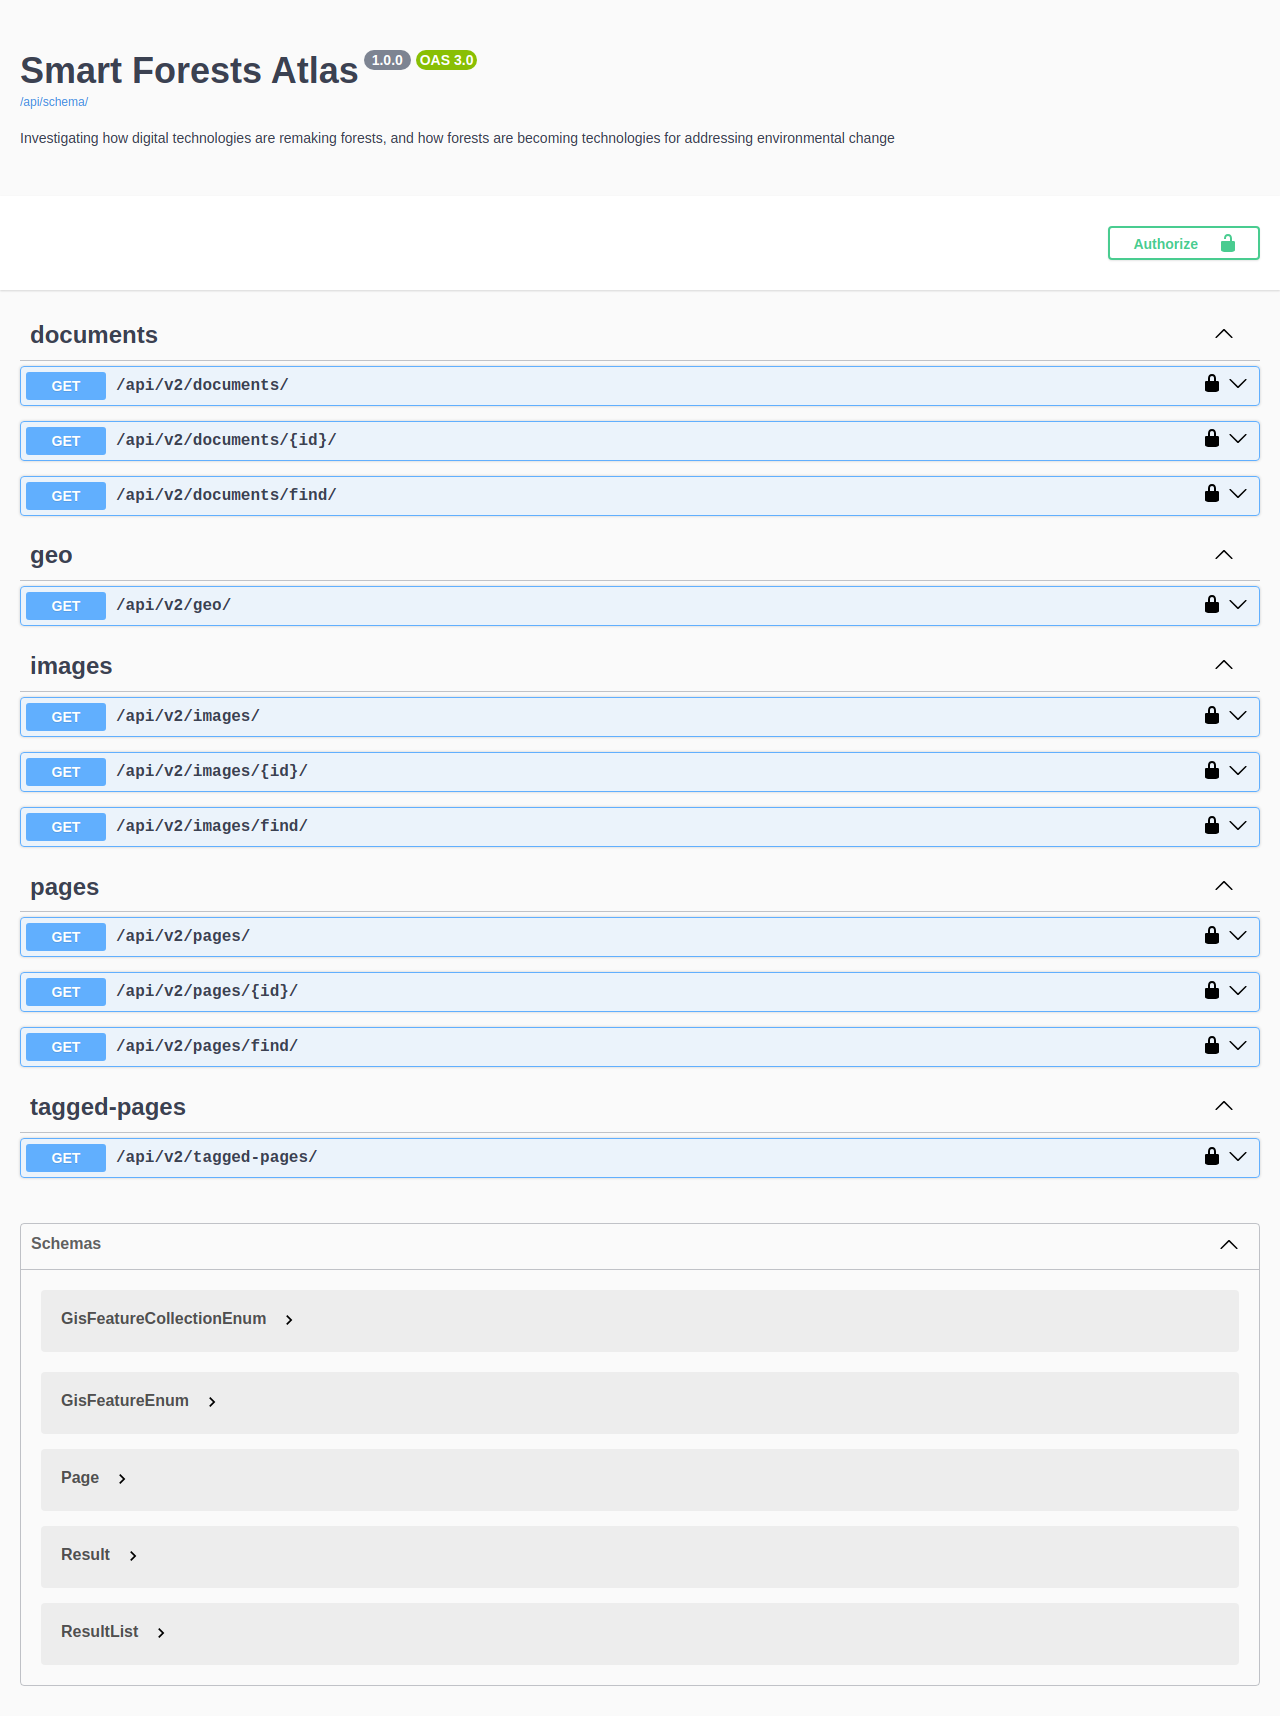 Smart Forests Atlas 1.0.0 OAS 3.0
/api/schema/
Investigating how digital technologies are remaking forests, and how forests are becoming technologies for addressing environmental change
Authorize
documents
GET /api/v2/documents/
GET /api/v2/documents/{id}/
GET /api/v2/documents/find/
geo
GET /api/v2/geo/
images
GET /api/v2/images/
GET /api/v2/images/{id}/
GET /api/v2/images/find/
pages
GET /api/v2/pages/
GET /api/v2/pages/{id}/
GET /api/v2/pages/find/
tagged-pages
GET /api/v2/tagged-pages/
Schemas
GisFeatureCollectionEnum
GisFeatureEnum
Page
Result
ResultList